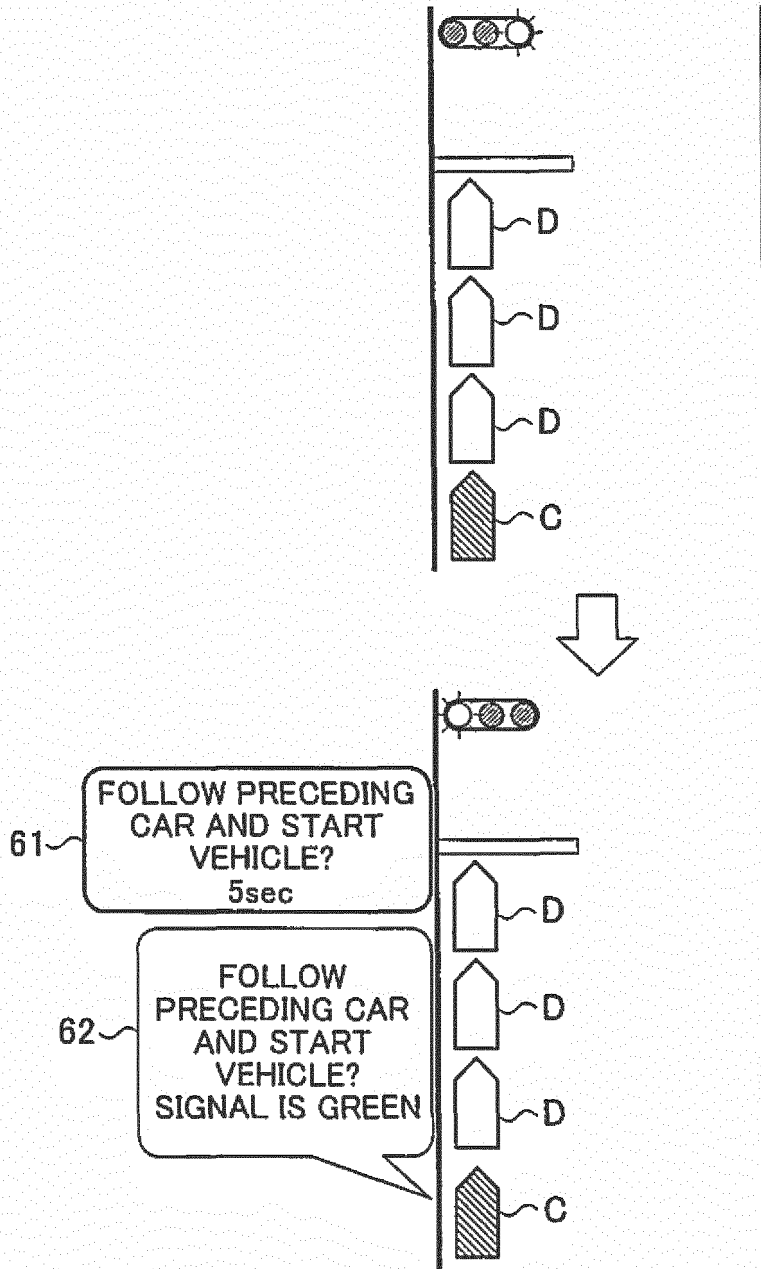 D
D
D
C
FOLLOW PRECEDING
CAR AND START
VEHICLE?
5sec
61
D
FOLLOW
PRECEDING CAR
AND START
VEHICLE?
SIGNAL IS GREEN
62
D
D
C